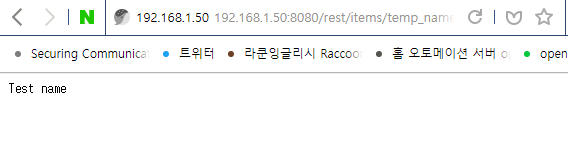 N 192.168.1.50 192.168.1.50:8080/rest/items/temp_name
Securing Communicat 트위터 라쿤잉글리시 Raccoo 홈 오토메이션 서버 op open
Test name